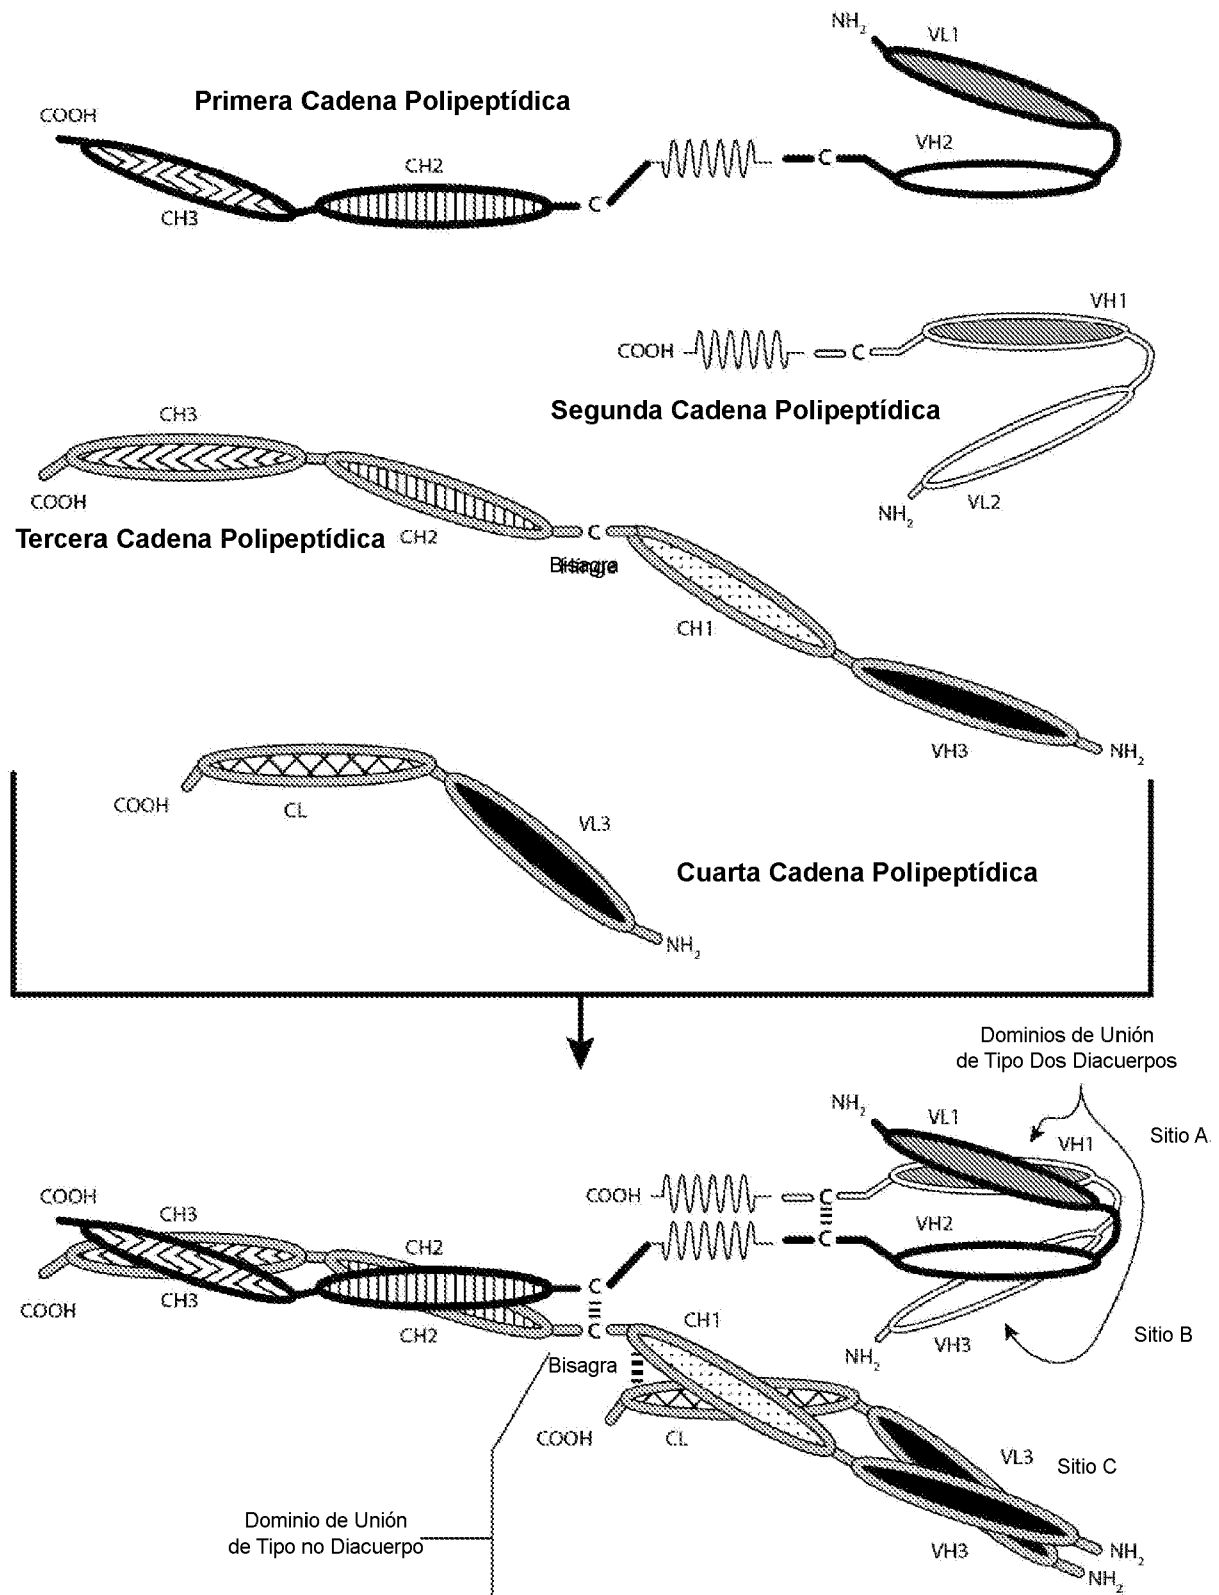 NH2
VL1
Primera Cadena Polipeptídica
COOH
VH2
CH2
C
C
CH3
VH1
COOH
C
Segunda Cadena Polipeptídica
CH3
VL2
NH2
COOH
Tercera Cadena Polipeptídica
CH2
C
Bisagra
Hinge
CH1
VH3
NH2
COOH
CL
VL3
Cuarta Cadena Polipeptídica
NH2
Dominios de Unión
de Tipo Dos Diacuerpos
NH2
VL1
VH1
Sitio A
COOH
CH3
COOH
C
CH2
VH2
C
COOH
CH3
C
CH2
CH1
C
VH3
Sitio B
NH2
Bisagra
COOH
CL
VL3
Sitio C
Dominio de Unión
de Tipo no Diacuerpo
VH3
NH2
NH2